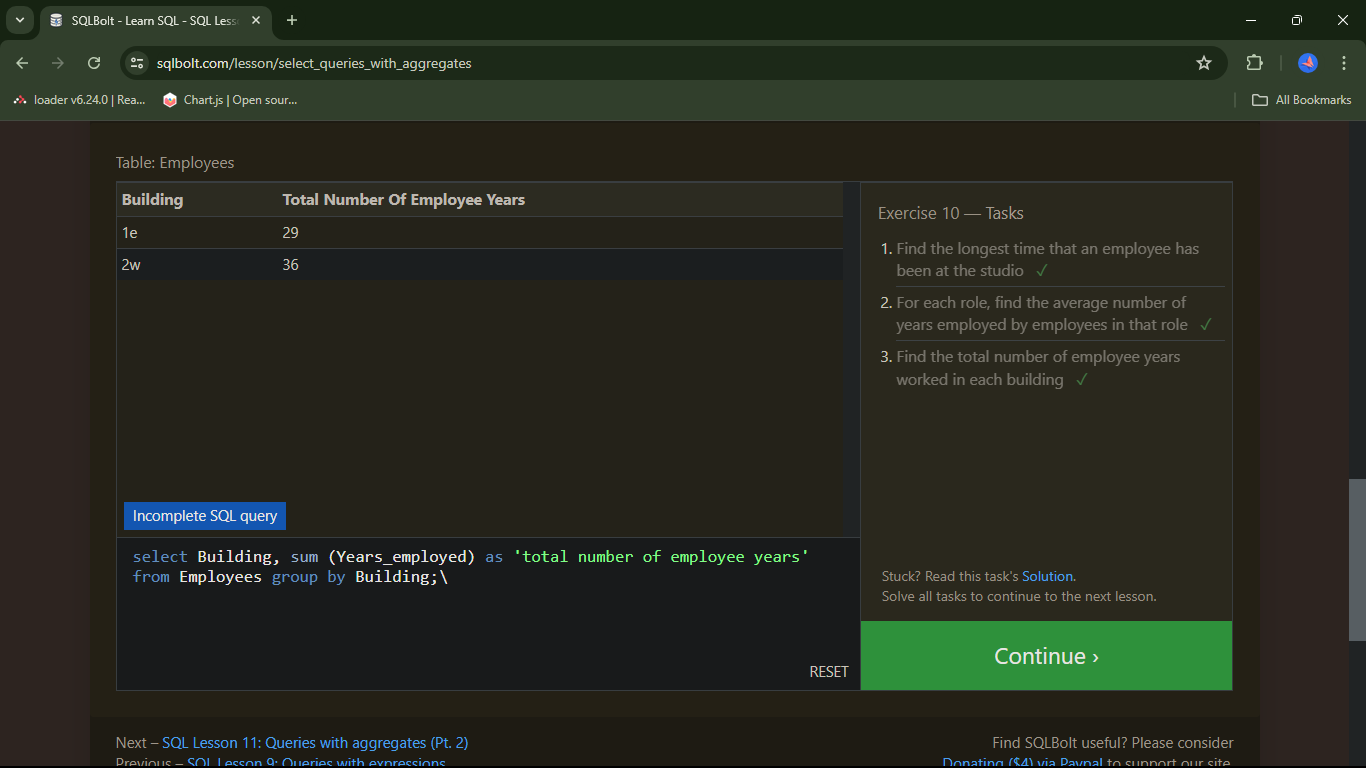 SQLBolt - Learn SQL - SQL Less
sqlbolt.com/lesson/select_queries_with_aggregates
loader v6.24.0 | Rea... Chart.js | Open sour... All Bookmarks
Table: Employees
Building Total Number Of Employee Years
1e 29
2w 36
Incomplete SQL query
select Building, sum (Years_employed) as 'total number of employee years'
from Employees group by Building;\
RESET
Exercise 10 — Tasks
1. Find the longest time that an employee has
been at the studio ✓
2. For each role, find the average number of
years employed by employees in that role ✓
3. Find the total number of employee years
worked in each building ✓
Stuck? Read this task's Solution.
Solve all tasks to continue to the next lesson.
Continue ›
Next – SQL Lesson 11: Queries with aggregates (Pt. 2)
Previous – SQL Lesson 9: Queries with expressions
Find SQLBolt useful? Please consider
Donating ($4) via Paypal to support our site